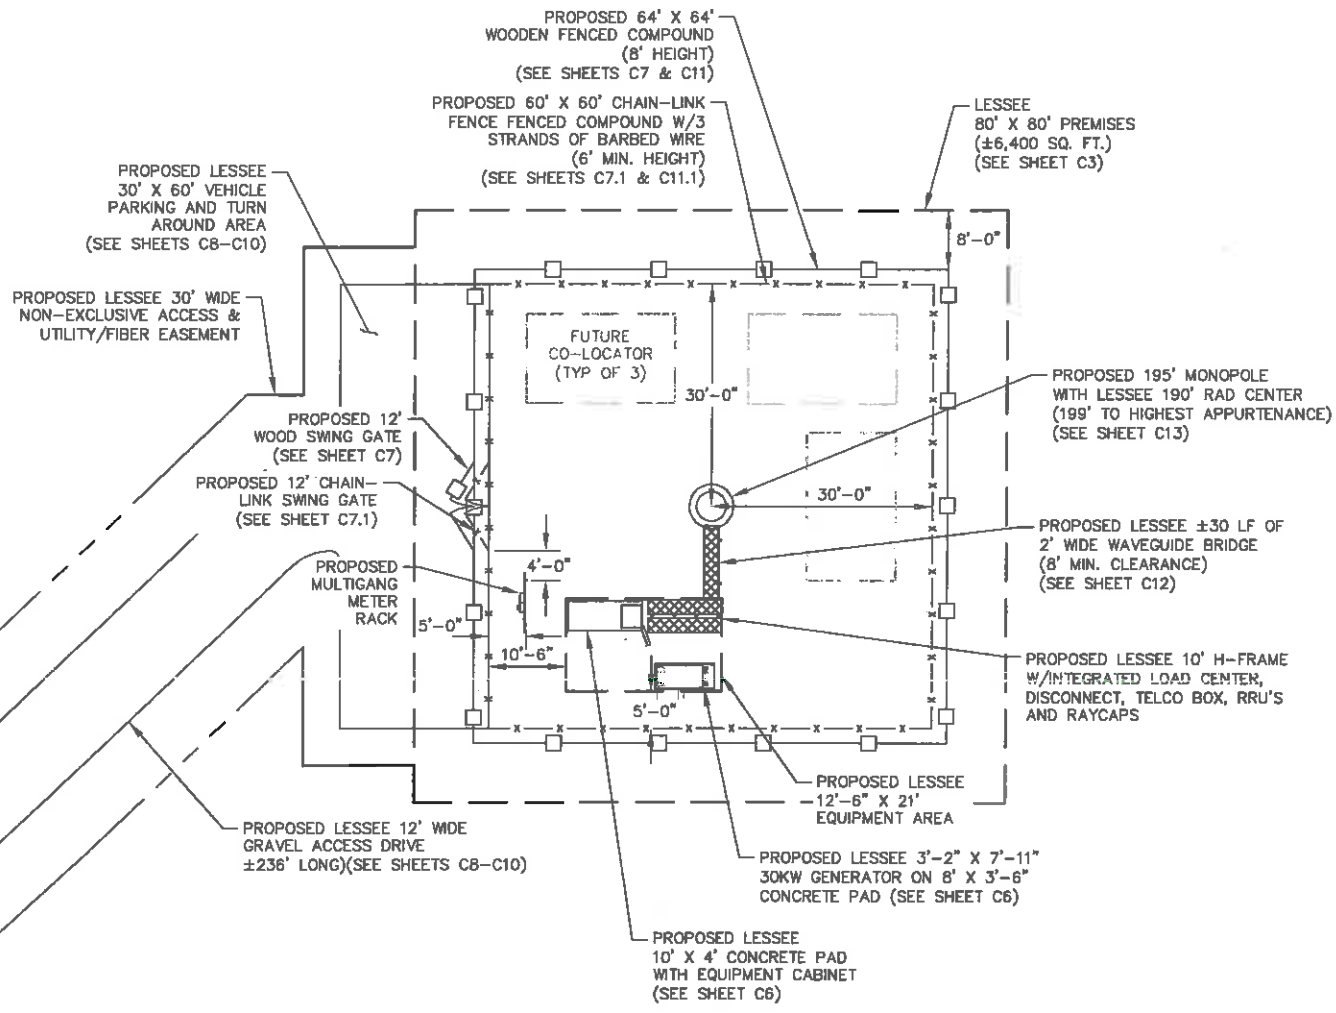 PROPOSED 64' X 64'
WOODEN FENCED COMPOUND
(8' HEIGHT)
(SEE SHEETS C7 & C11)
PROPOSED 60' X 60' CHAIN-LINK
FENCE FENCED COMPOUND W/3
STRANDS OF BARBED WIRE
(6' MIN. HEIGHT)
(SEE SHEETS C7.1 & C11.1)
LESSEE
80' X 80' PREMISES
(±6,400 SQ. FT.)
(SEE SHEET C3)
PROPOSED LESSEE
30' X 60' VEHICLE
PARKING AND TURN
AROUND AREA
(SEE SHEETS C8-C10)
8'-0"
PROPOSED LESSEE 30' WIDE
NON-EXCLUSIVE ACCESS &
UTILITY/FIBER EASEMENT
FUTURE
CO-LOCATOR
(TYP OF 3)
30'-0"
PROPOSED 195' MONOPOLE
WITH LESSEE 190' RAD CENTER
(199' TO HIGHEST APPURTENANCE)
(SEE SHEET C13)
PROPOSED 12'
WOOD SWING GATE
(SEE SHEET C7)
PROPOSED 12' CHAIN-
LINK SWING GATE
(SEE SHEET C7.1)
30'-0"
PROPOSED LESSEE ±30 LF OF
2' WIDE WAVEGUIDE BRIDGE
(8' MIN. CLEARANCE)
(SEE SHEET C12)
PROPOSED
MULTIGANG
METER
RACK
4'-0"
5'-0"
10'-6"
5'-0"
PROPOSED LESSEE 10' H-FRAME
W/INTEGRATED LOAD CENTER,
DISCONNECT, TELCO BOX, RRU'S
AND RAYCAPS
PROPOSED LESSEE
12'-6" X 21'
EQUIPMENT AREA
PROPOSED LESSEE 12' WIDE
GRAVEL ACCESS DRIVE
±236' LONG)(SEE SHEETS C8-C10)
PROPOSED LESSEE 3'-2" X 7'-11"
30KW GENERATOR ON 8' X 3'-6"
CONCRETE PAD (SEE SHEET C6)
PROPOSED LESSEE
10' X 4' CONCRETE PAD
WITH EQUIPMENT CABINET
(SEE SHEET C6)